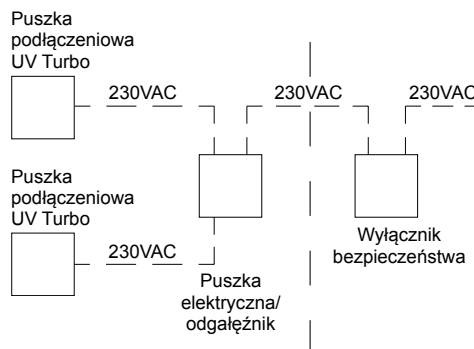 Puszka
podłączeniowa
UV Turbo
230VAC
230VAC
230VAC
Puszka
podłączeniowa
UV Turbo
230VAC
Puszka
elektryczna/
odgałęźnik
Wyłącznik
bezpieczeństwa